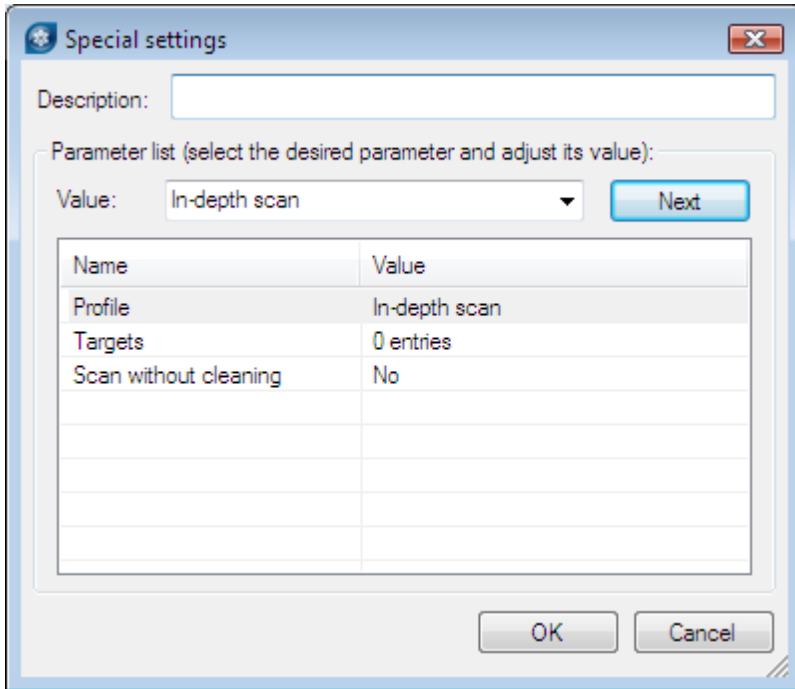 Special settings
Description:
Parameter list (select the desired parameter and adjust its value):
Value: In-depth scan Next
Name Value
Profile In-depth scan
Targets 0 entries
Scan without cleaning No
OK Cancel